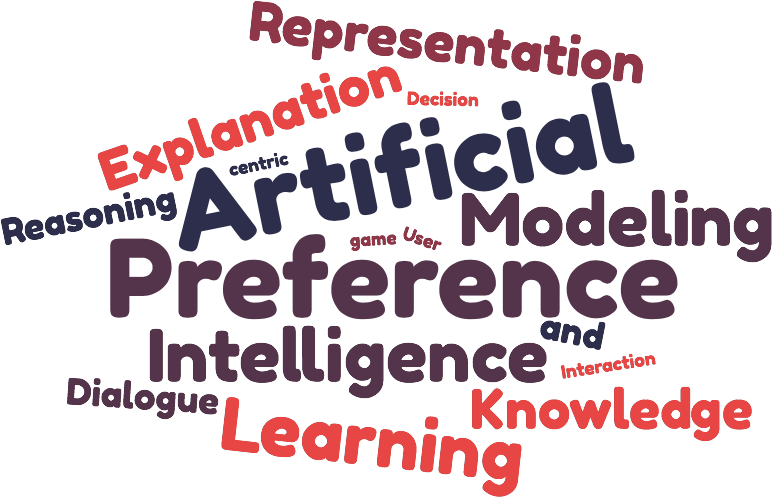 Representation
Explanation
Decision
Artificial
centric
Reasoning
Modeling
game
User
Preference
and
Intelligence
Interaction
Dialogue
Knowledge
Learning